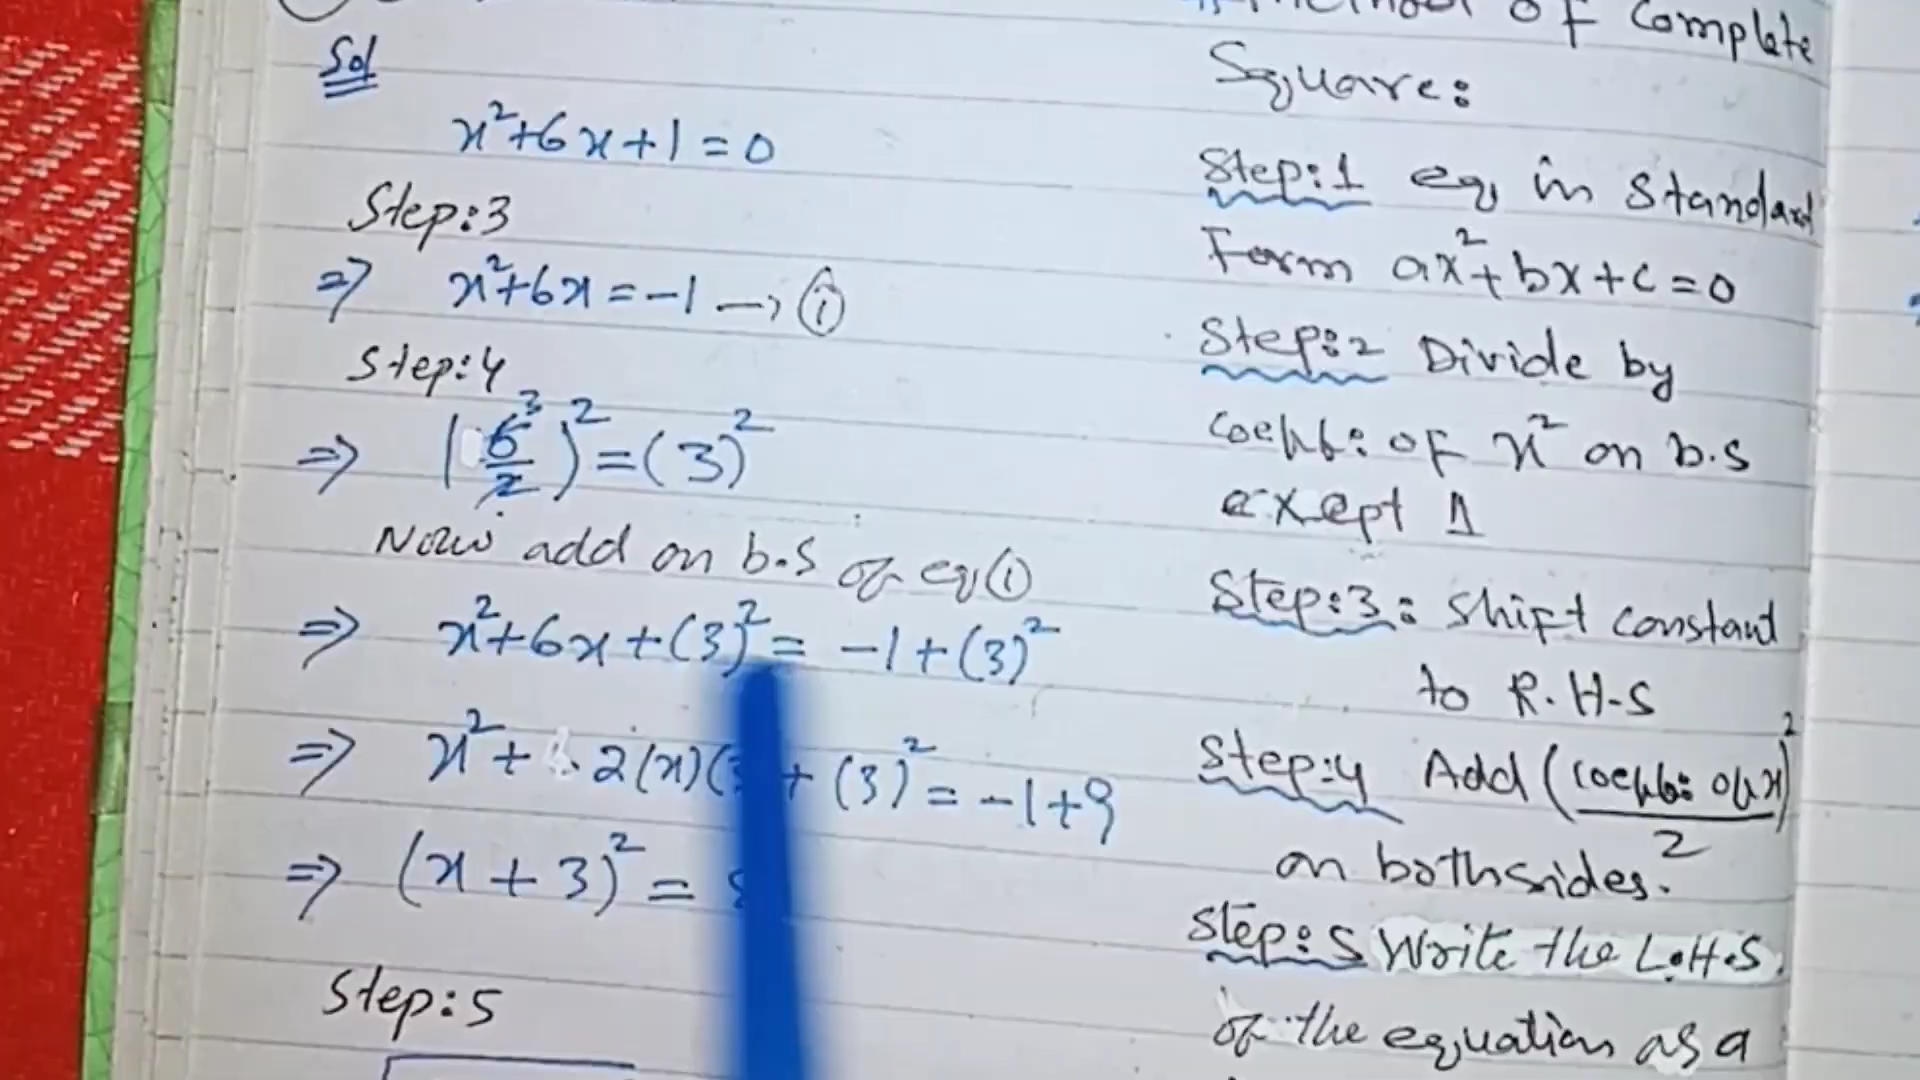 of Complete
Square:
Sol
x²+6x+1=0
Step:3
⇒ x²+6x=-1 → ①
Step:4
⇒ (6³/2)²=(3)²
Now add on b.s of eq ①
⇒ x²+6x+(3)²= -1+(3)²
⇒ x²+ 2(x)( + (3)²= -1+9
⇒ (x+3)² =
Step:5
Step:1 eq in standard
Form ax²+bx+c=0
Step:2 Divide by
coeff: of x² on b.s
except 1
Step:3: Shift constant
to R.H.S
Step:4 Add (coeff: of x/2)²
on bothsides.
Step:5 Write the L.H.S.
of the equation as a